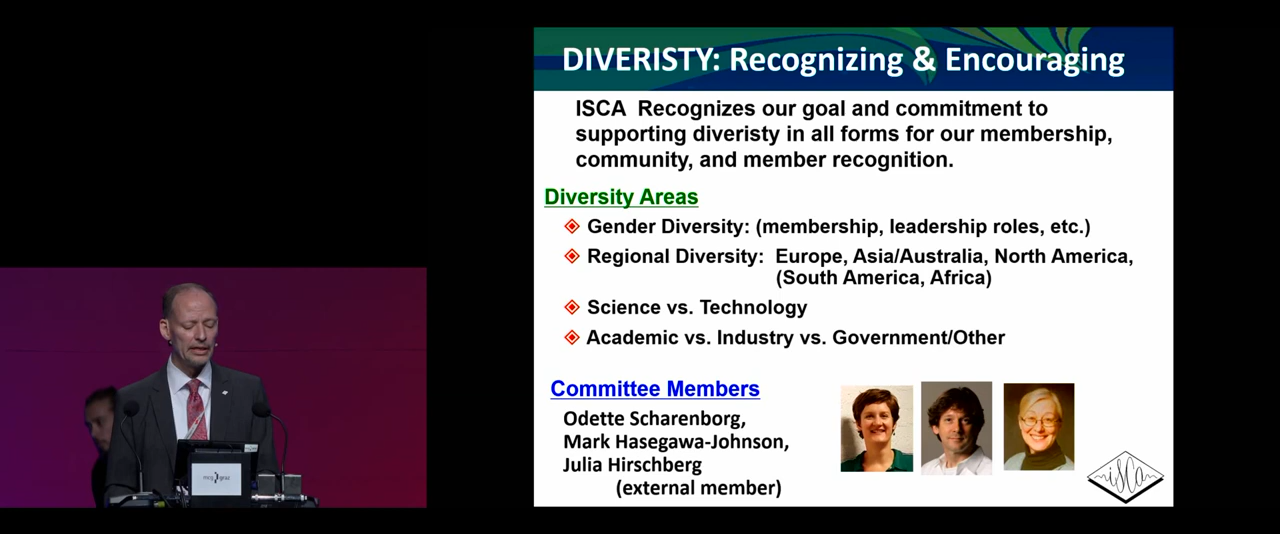 DIVERISTY: Recognizing & Encouraging
ISCA Recognizes our goal and commitment to
supporting diveristy in all forms for our membership,
community, and member recognition.
Diversity Areas
Gender Diversity: (membership, leadership roles, etc.)
Regional Diversity: Europe, Asia/Australia, North America,
(South America, Africa)
Science vs. Technology
Academic vs. Industry vs. Government/Other
Committee Members
Odette Scharenborg,
Mark Hasegawa-Johnson,
Julia Hirschberg
(external member)
isca